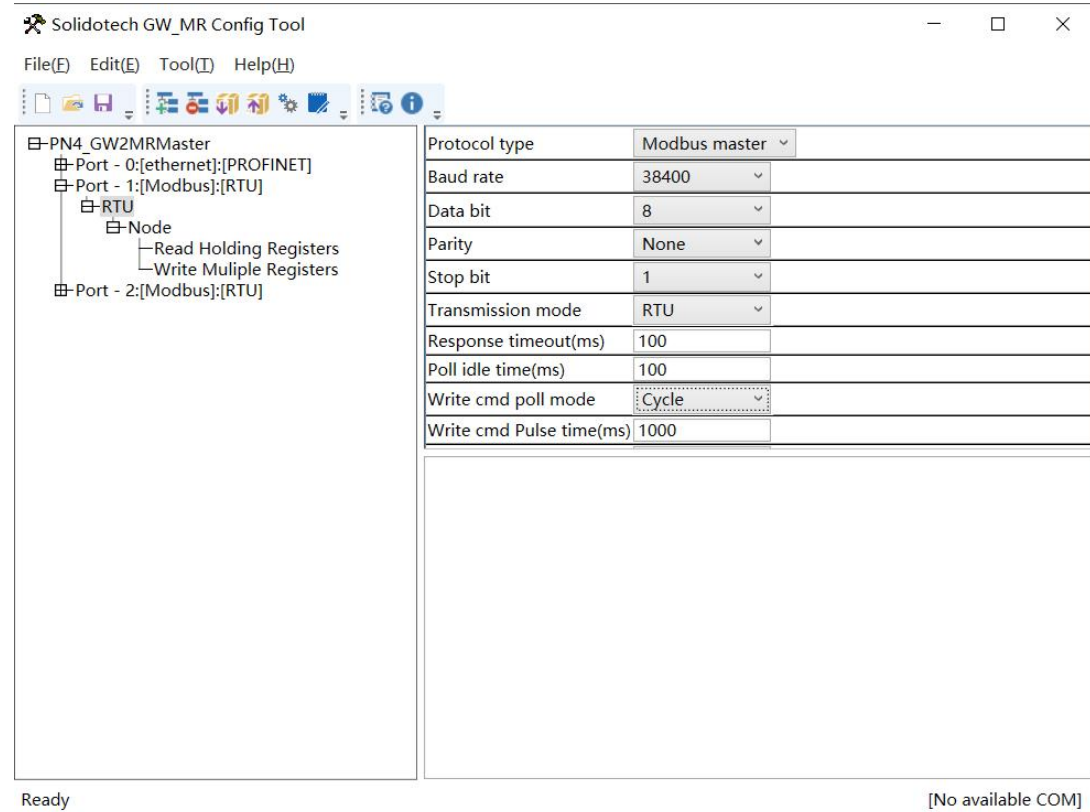 Solidotech GW_MR Config Tool
File(F) Edit(E) Tool(T) Help(H)
PN4_GW2MRMaster
Port - 0:[ethernet]:[PROFINET]
Port - 1:[Modbus]:[RTU]
RTU
Node
Read Holding Registers
Write Muliple Registers
Port - 2:[Modbus]:[RTU]
Protocol type Modbus master
Baud rate 38400
Data bit 8
Parity None
Stop bit 1
Transmission mode RTU
Response timeout(ms) 100
Poll idle time(ms) 100
Write cmd poll mode Cycle
Write cmd Pulse time(ms) 1000
Ready [No available COM]